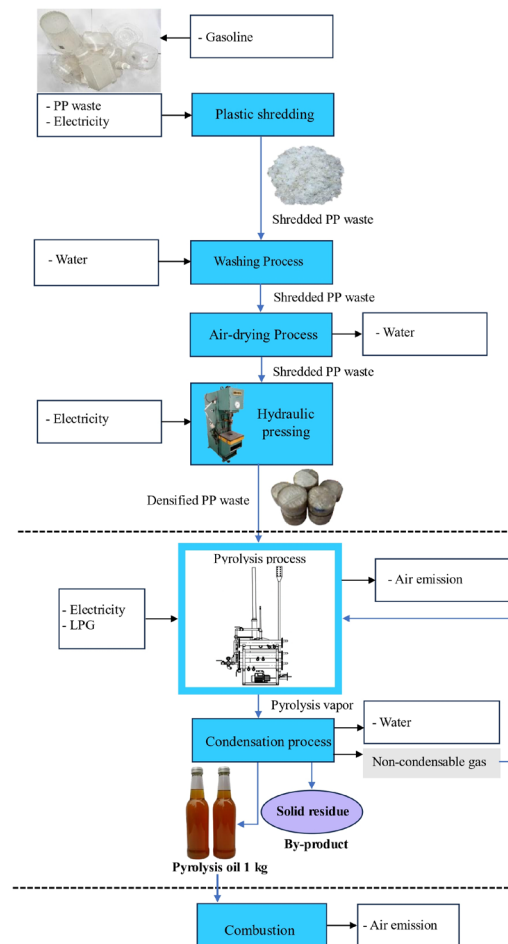 - Gasoline
- PP waste
- Electricity
Plastic shredding
Shredded PP waste
- Water
Washing Process
Shredded PP waste
Air-drying Process
- Water
Shredded PP waste
- Electricity
Hydraulic
pressing
Densified PP waste
Pyrolysis process
- Air emission
- Electricity
- LPG
Pyrolysis vapor
- Water
Condensation process
Non-condensable gas
Solid residue
By-product
Pyrolysis oil 1 kg
Combustion
- Air emission